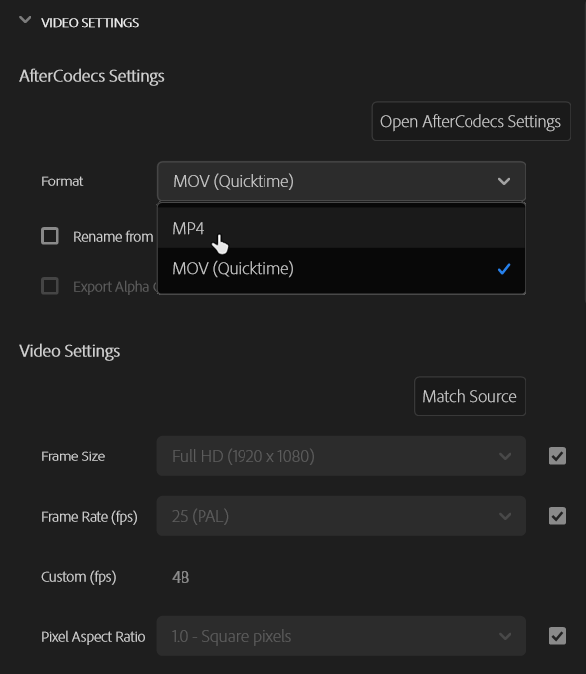 VIDEO SETTINGS
AfterCodecs Settings
Open AfterCodecs Settings
Format MOV (Quicktime)
MP4
Rename from
MOV (Quicktime)
Export Alpha
Video Settings
Match Source
Frame Size Full HD (1920 x 1080)
Frame Rate (fps) 25 (PAL)
Custom (fps) 48
Pixel Aspect Ratio 1.0 - Square pixels